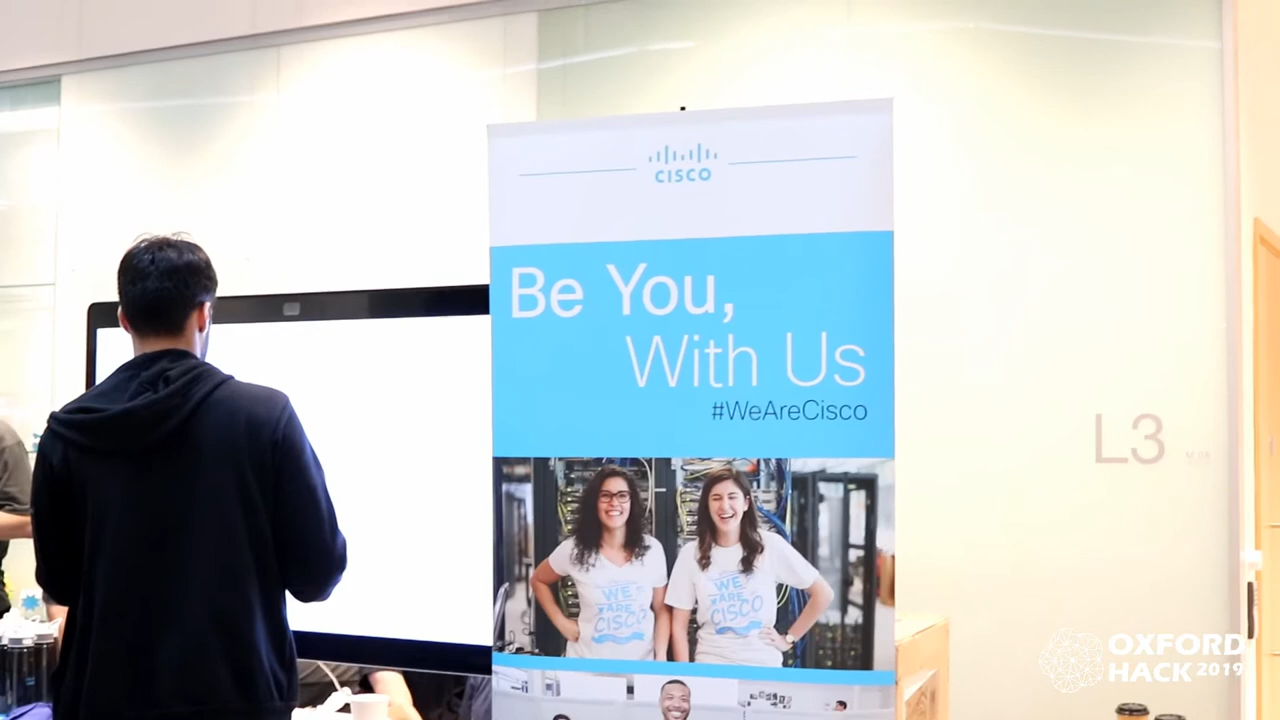 CISCO
Be You,
With Us
#WeAreCisco
WE
ARE
CISCO
WE
ARE
CISCO
L3
OXFORD
HACK 2019